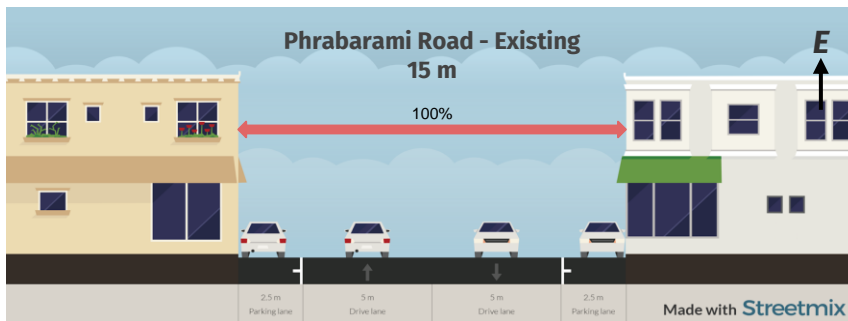 Phrabarami Road - Existing
15 m
E
100%
2.5 m
Parking lane
5 m
Drive lane
5 m
Drive lane
2.5 m
Parking lane
Made with Streetmix